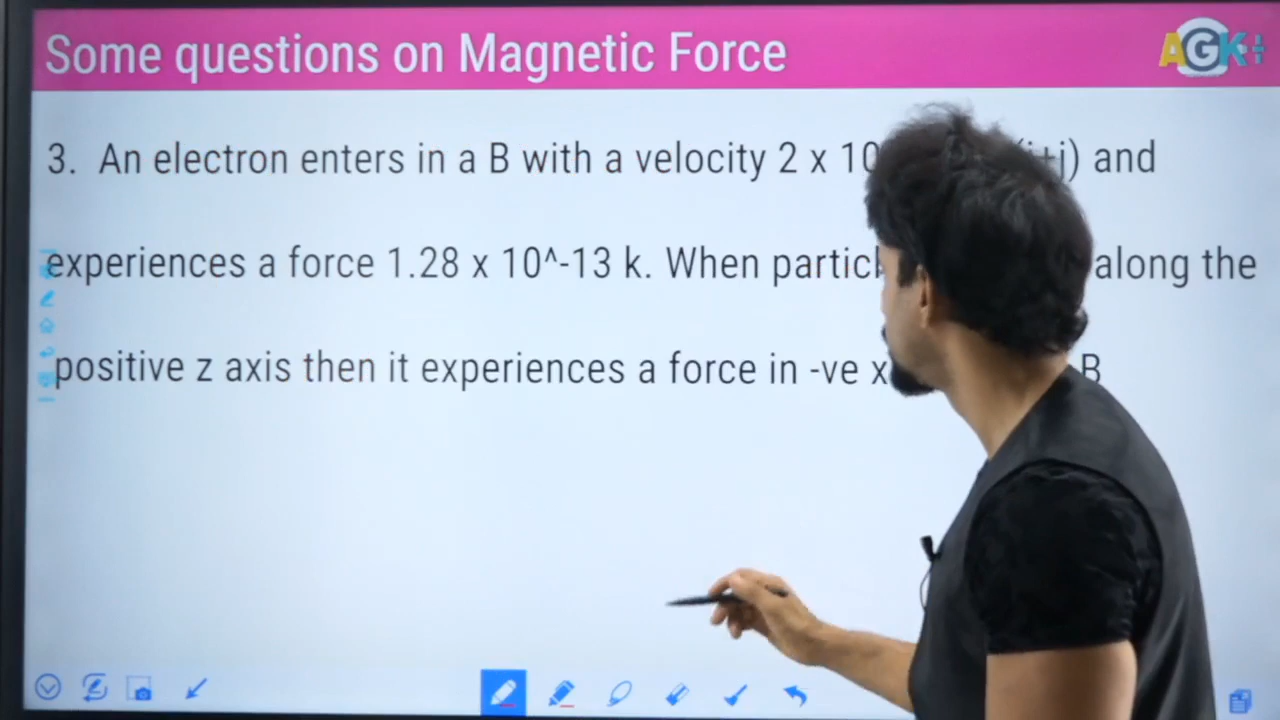 Some questions on Magnetic Force
AGK
3. An electron enters in a B with a velocity 2 x 10 (i+j) and
experiences a force 1.28 x 10^-13 k. When along the
positive z axis then it experiences a force in -ve x B